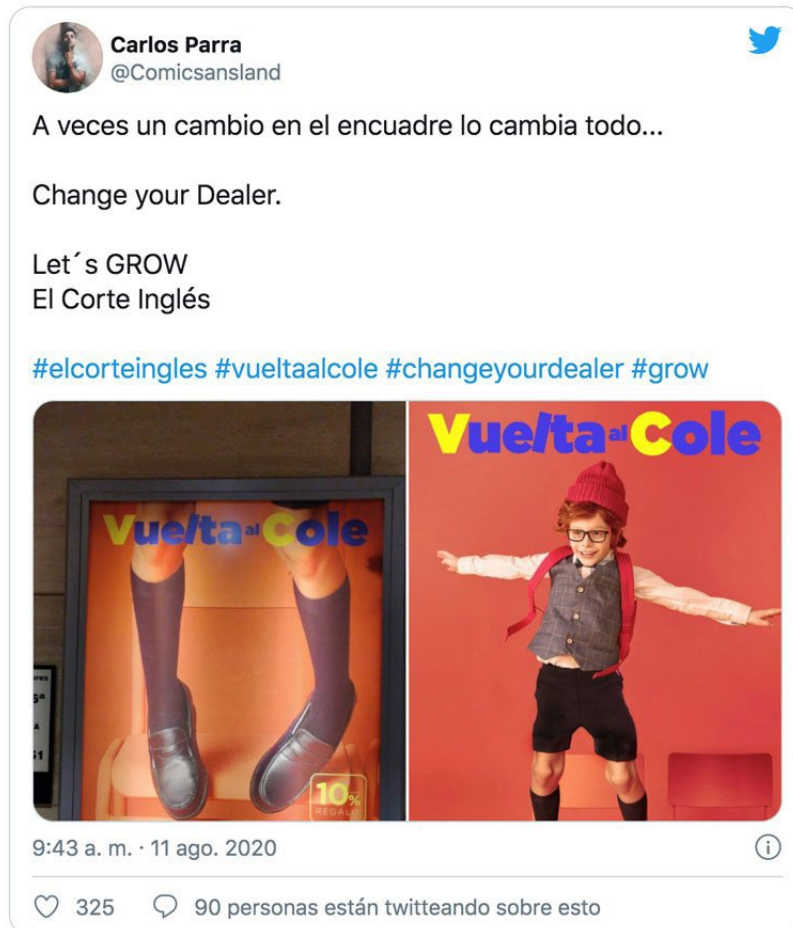 Carlos Parra
@Comicsansland
A veces un cambio en el encuadre lo cambia todo...
Change your Dealer.
Let´s GROW
El Corte Inglés
#elcorteingles #vueltaalcole #changeyourdealer #grow
Vuelta al Cole
10%
REGALO
Vuelta al Cole
9:43 a. m. · 11 ago. 2020
325
90 personas están twitteando sobre esto